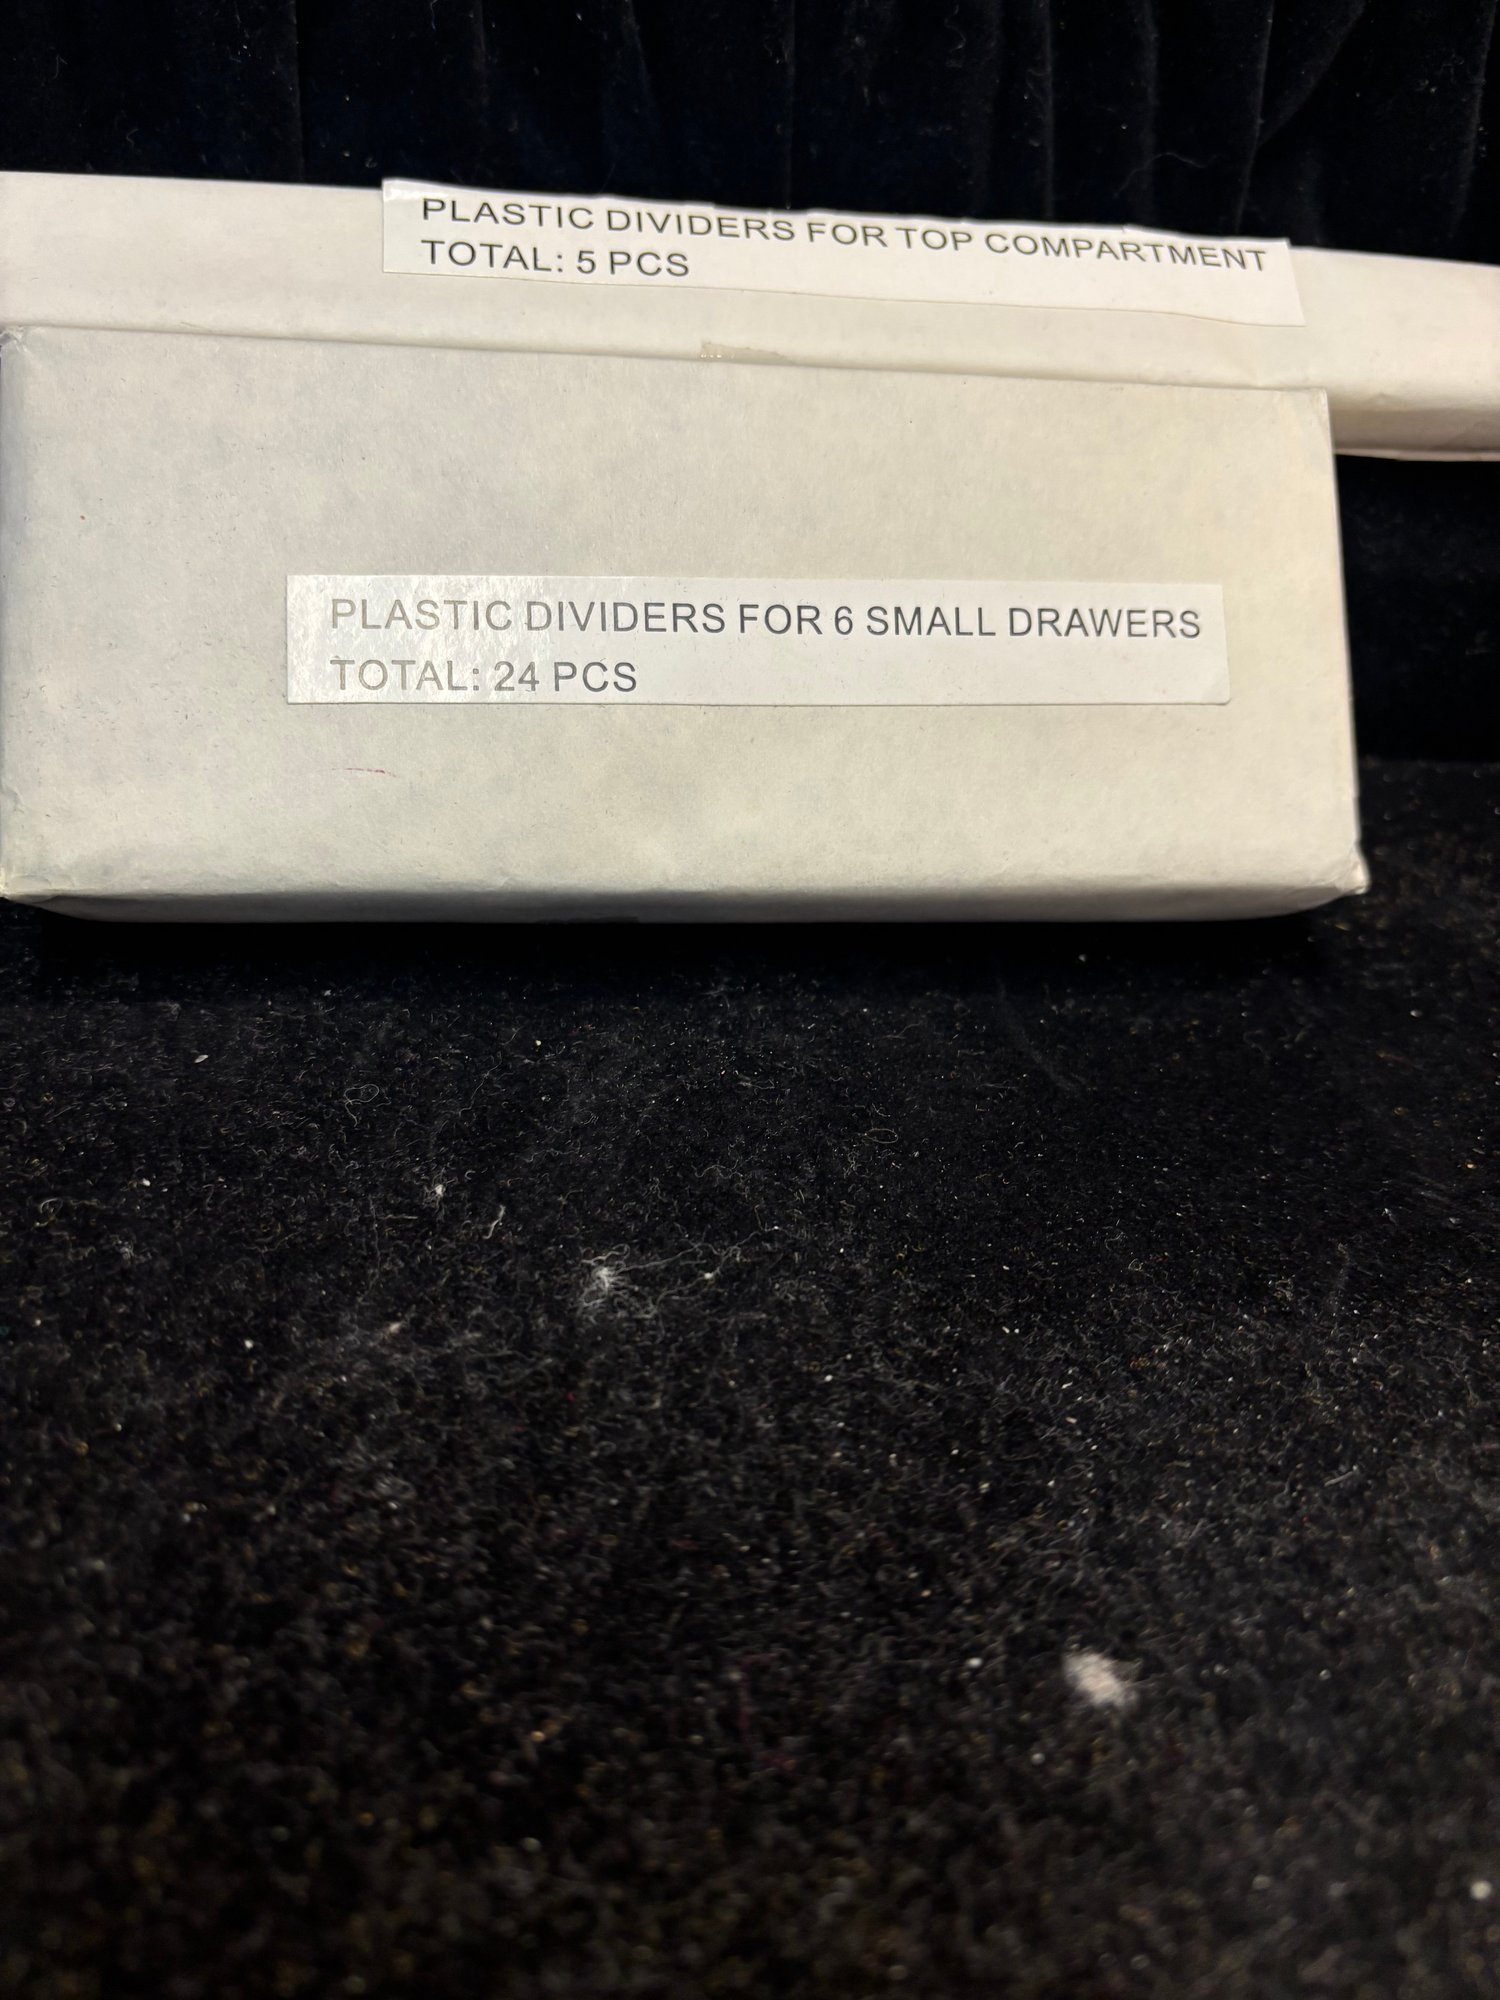 PLASTIC DIVIDERS FOR TOP COMPARTMENT
TOTAL: 5 PCS
PLASTIC DIVIDERS FOR 6 SMALL DRAWERS
TOTAL: 24 PCS